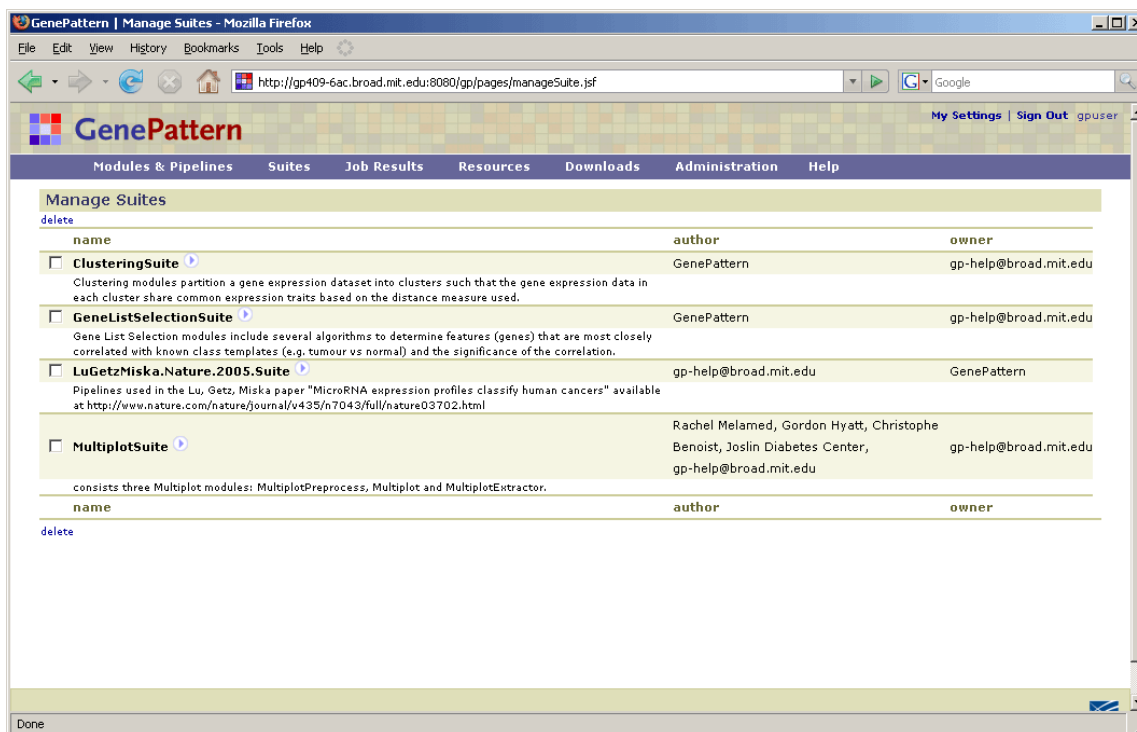 GenePattern | Manage Suites - Mozilla Firefox
File Edit View History Bookmarks Tools Help
http://gp409-6ac.broad.mit.edu:8080/gp/pages/manageSuite.jsf
G Google
GenePattern
My Settings | Sign Out gpuser
Modules & Pipelines Suites Job Results Resources Downloads Administration Help
Manage Suites
delete
name author owner
ClusteringSuite GenePattern gp-help@broad.mit.edu
Clustering modules partition a gene expression dataset into clusters such that the gene expression data in
each cluster share common expression traits based on the distance measure used.
GeneListSelectionSuite GenePattern gp-help@broad.mit.edu
Gene List Selection modules include several algorithms to determine features (genes) that are most closely
correlated with known class templates (e.g. tumour vs normal) and the significance of the correlation.
LuGetzMiska.Nature.2005.Suite gp-help@broad.mit.edu GenePattern
Pipelines used in the Lu, Getz, Miska paper "MicroRNA expression profiles classify human cancers" available
at http://www.nature.com/nature/journal/v435/n7043/full/nature03702.html
Rachel Melamed, Gordon Hyatt, Christophe
MultiplotSuite Benoist, Joslin Diabetes Center, gp-help@broad.mit.edu
gp-help@broad.mit.edu
consists three Multiplot modules: MultiplotPreprocess, Multiplot and MultiplotExtractor.
name author owner
delete
Done